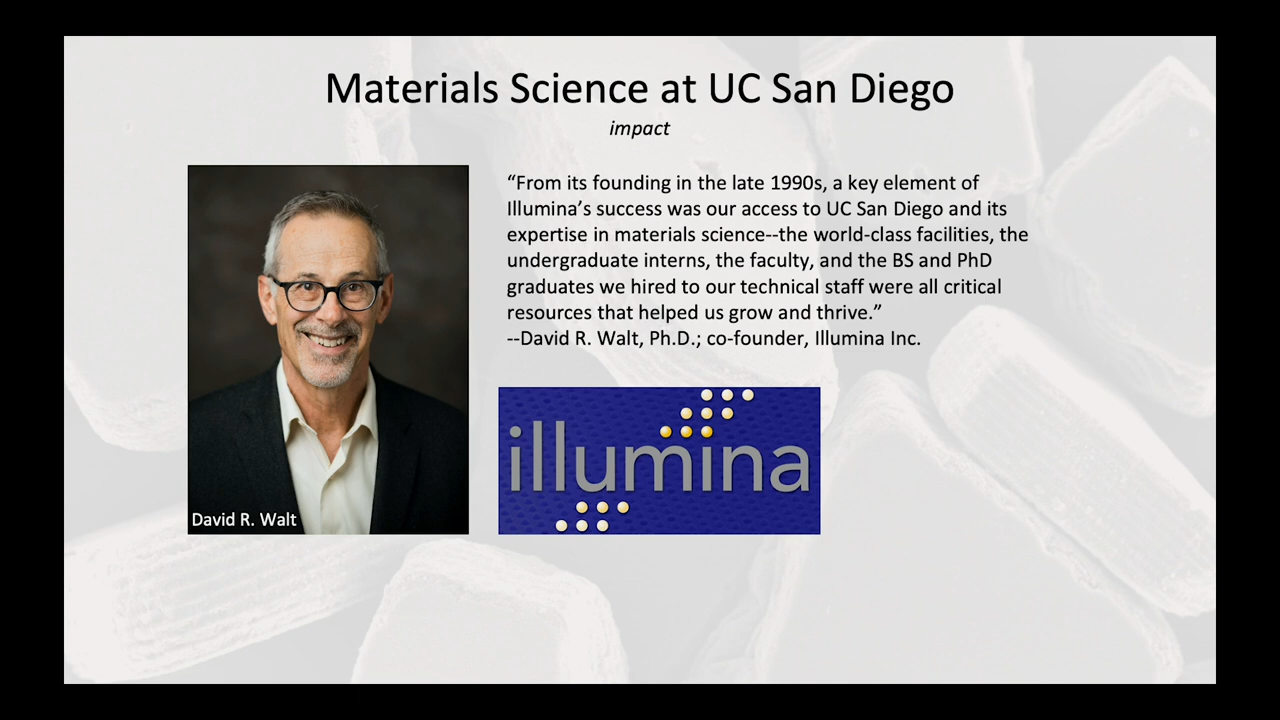 Materials Science at UC San Diego
impact
“From its founding in the late 1990s, a key element of
Illumina’s success was our access to UC San Diego and its
expertise in materials science--the world-class facilities, the
undergraduate interns, the faculty, and the BS and PhD
graduates we hired to our technical staff were all critical
resources that helped us grow and thrive.”
--David R. Walt, Ph.D.; co-founder, Illumina Inc.
David R. Walt
illumina